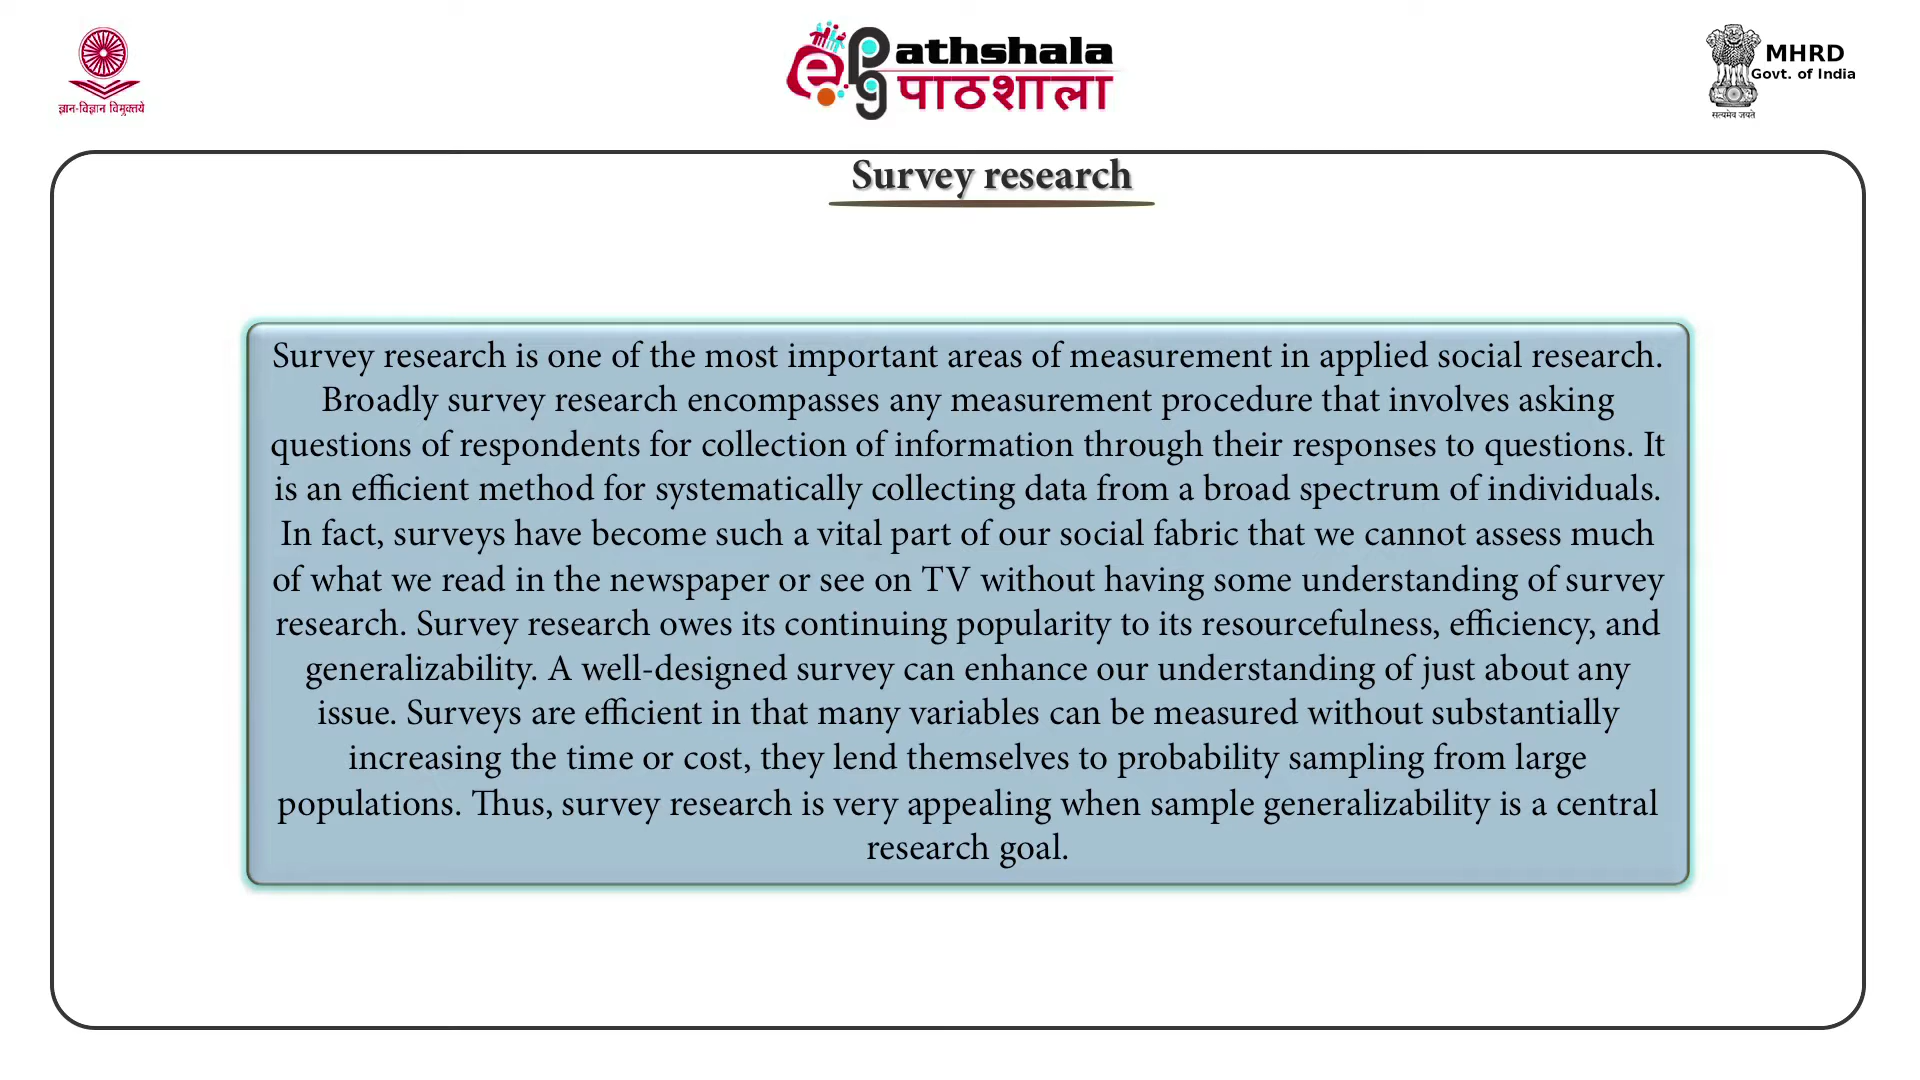 ज्ञान-विज्ञान विमुक्तये
ePG athshala
पाठशाला
MHRD
Govt. of India
सत्यमेव जयते
Survey research
Survey research is one of the most important areas of measurement in applied social research.
Broadly survey research encompasses any measurement procedure that involves asking
questions of respondents for collection of information through their responses to questions. It
is an efficient method for systematically collecting data from a broad spectrum of individuals.
In fact, surveys have become such a vital part of our social fabric that we cannot assess much
of what we read in the newspaper or see on TV without having some understanding of survey
research. Survey research owes its continuing popularity to its resourcefulness, efficiency, and
generalizability. A well-designed survey can enhance our understanding of just about any
issue. Surveys are efficient in that many variables can be measured without substantially
increasing the time or cost, they lend themselves to probability sampling from large
populations. Thus, survey research is very appealing when sample generalizability is a central
research goal.